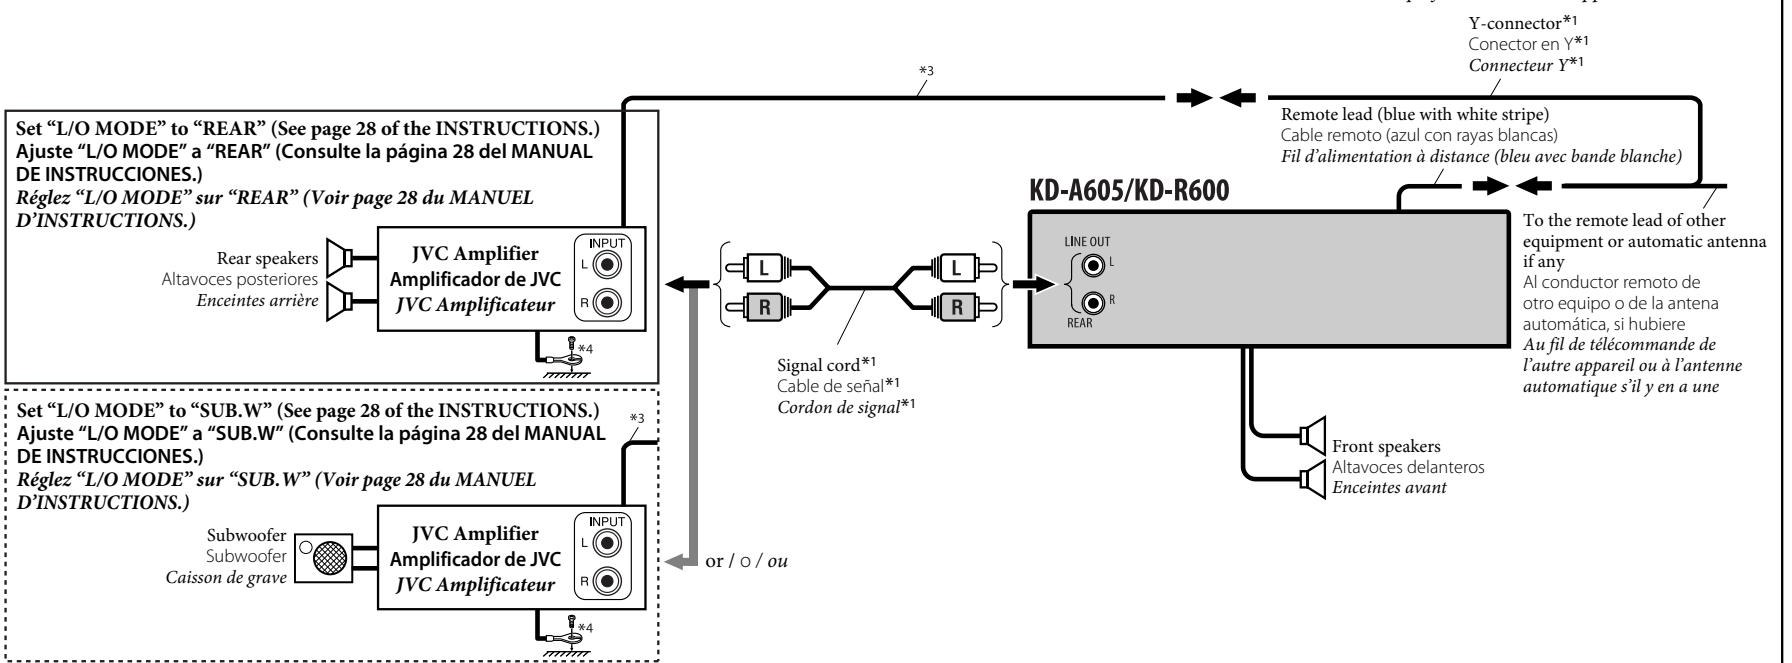 Y-connector*1
Conector en Y*1
Connecteur Y*1
*3
Remote lead (blue with white stripe)
Cable remoto (azul con rayas blancas)
Fil d’alimentation à distance (bleu avec bande blanche)
Set “L/O MODE” to “REAR” (See page 28 of the INSTRUCTIONS.)
Ajuste “L/O MODE” a “REAR” (Consulte la página 28 del MANUAL
DE INSTRUCCIONES.)
Réglez “L/O MODE” sur “REAR” (Voir page 28 du MANUEL
D’INSTRUCTIONS.)
Rear speakers
Altavoces posteriores
Enceintes arrière
JVC Amplifier
Amplificador de JVC
JVC Amplificateur
INPUT
L
R
*4
L
R
L
R
Signal cord*1
Cable de señal*1
Cordon de signal*1
KD-A605/KD-R600
LINE OUT
L
R
REAR
To the remote lead of other
equipment or automatic antenna
if any
Al conductor remoto de
otro equipo o de la antena
automática, si hubiere
Au fil de télécommande de
l’autre appareil ou à l’antenne
automatique s’il y en a une
Front speakers
Altavoces delanteros
Enceintes avant
Set “L/O MODE” to “SUB.W” (See page 28 of the INSTRUCTIONS.)
Ajuste “L/O MODE” a “SUB.W” (Consulte la página 28 del MANUAL
DE INSTRUCCIONES.)
Réglez “L/O MODE” sur “SUB.W” (Voir page 28 du MANUEL
D’INSTRUCTIONS.)
*3
Subwoofer
Subwoofer
Caisson de grave
JVC Amplifier
Amplificador de JVC
JVC Amplificateur
INPUT
L
R
*4
or / o / ou